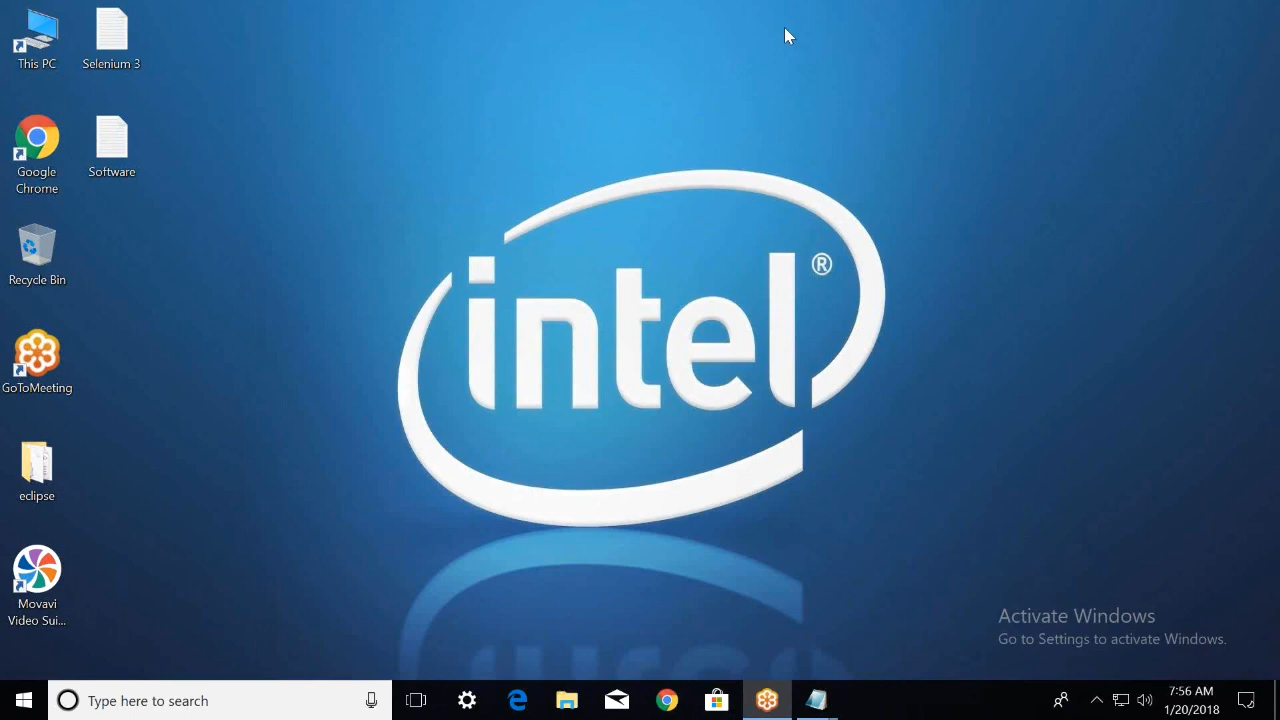 This PC
Selenium 3
Google
Chrome
Software
Recycle Bin
GoToMeeting
eclipse
Movavi
Video Sui...
intel®
Activate Windows
Go to Settings to activate Windows.
Type here to search
7:56 AM
1/20/2018